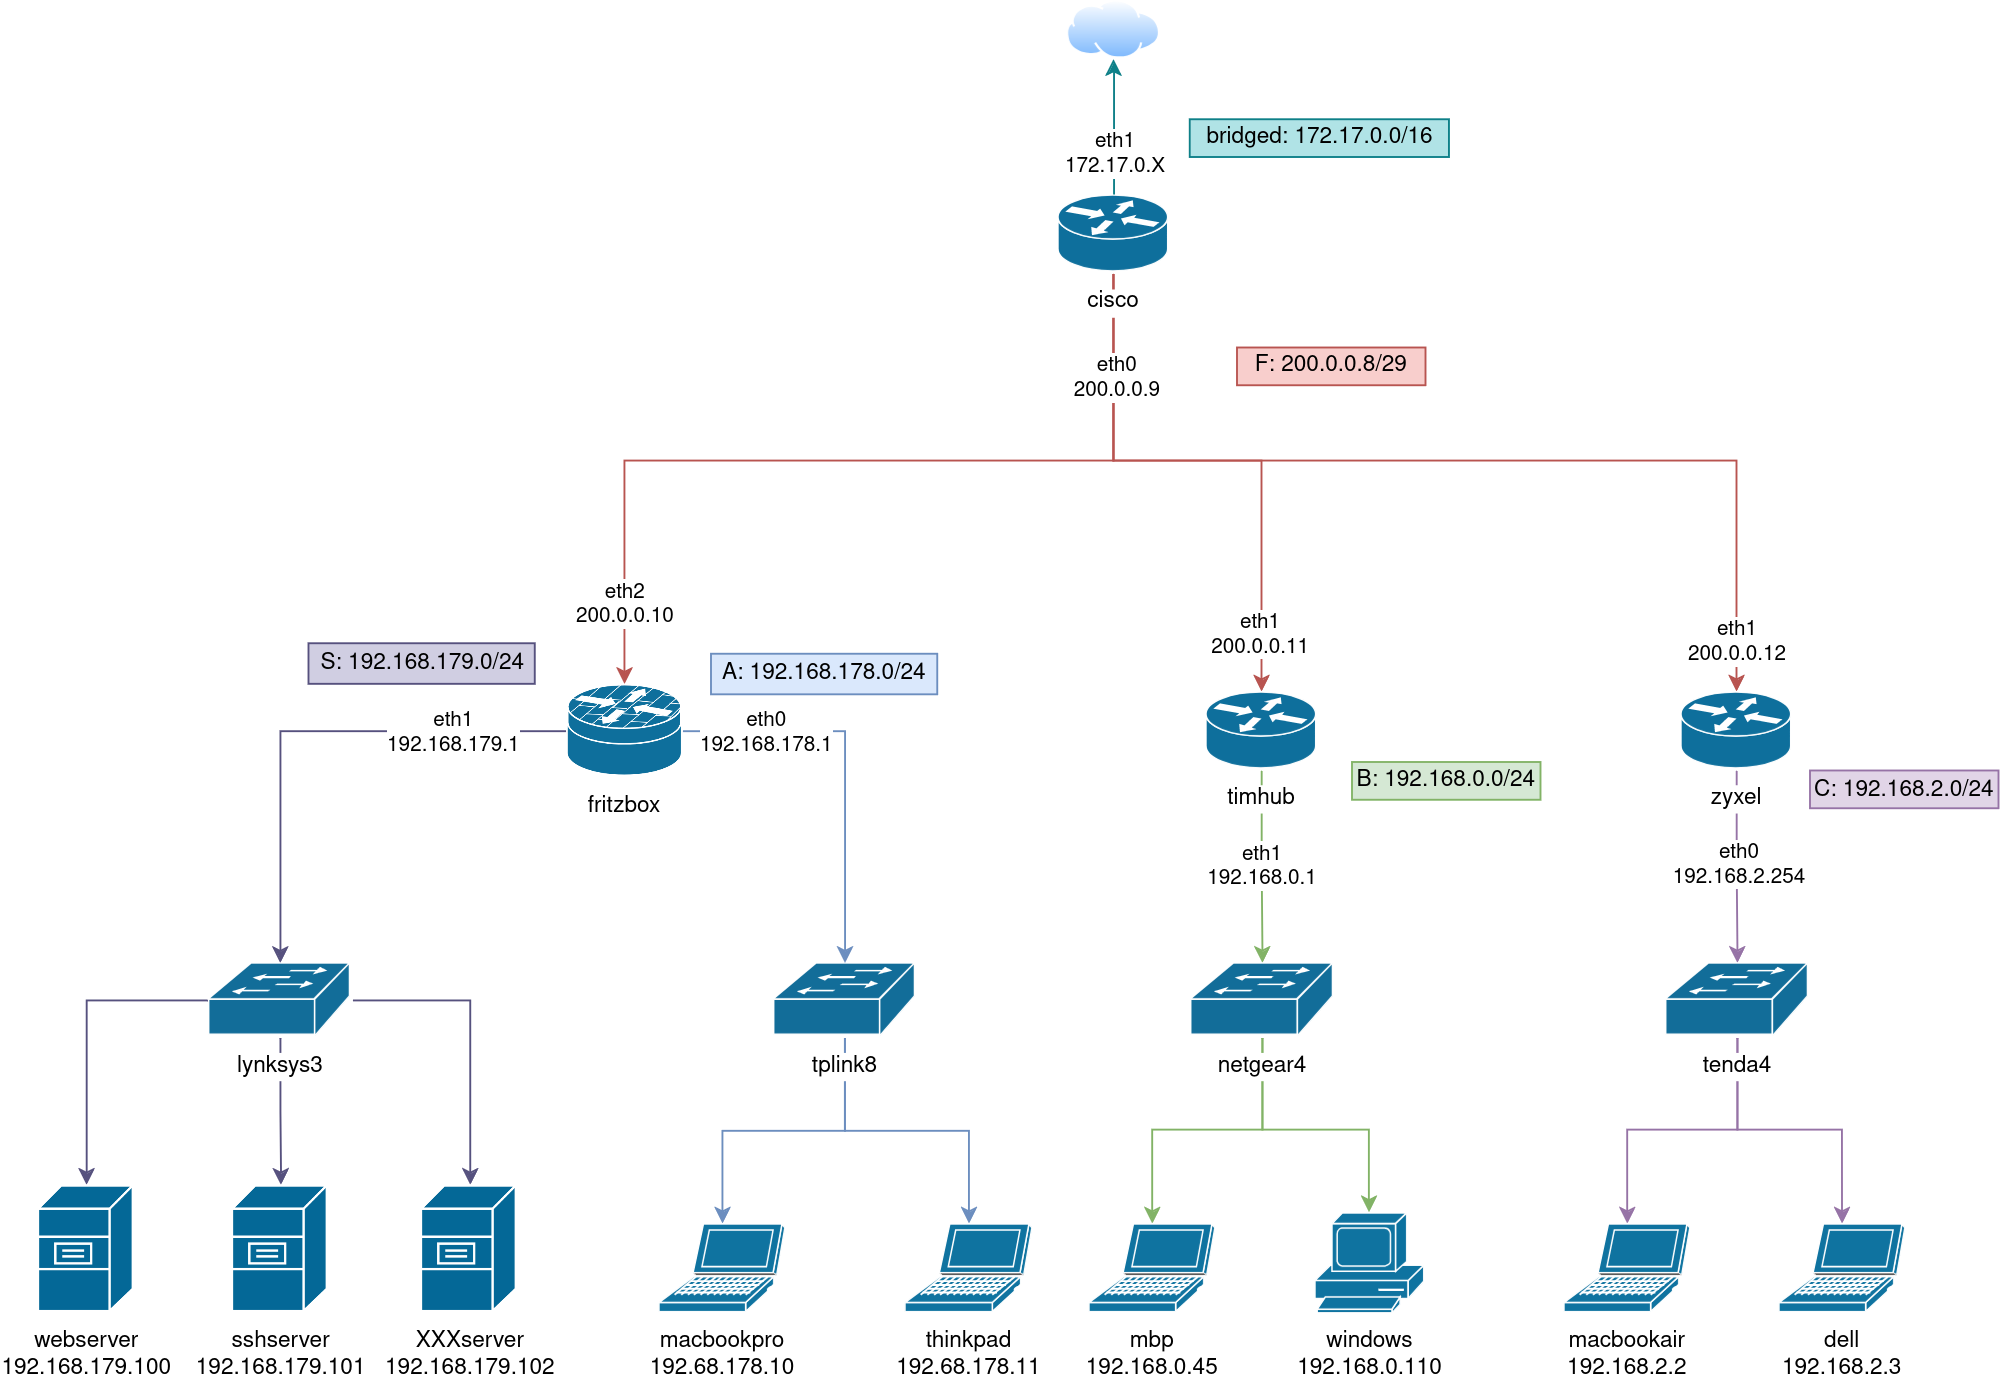 eth1
172.17.0.X
bridged: 172.17.0.0/16
cisco
eth0
200.0.0.9
F: 200.0.0.8/29
eth2
200.0.0.10
eth1
200.0.0.11
eth1
200.0.0.12
S: 192.168.179.0/24
A: 192.168.178.0/24
eth1
192.168.179.1
eth0
192.168.178.1
fritzbox
timhub
B: 192.168.0.0/24
zyxel
C: 192.168.2.0/24
eth1
192.168.0.1
eth0
192.168.2.254
lynksys3
tplink8
netgear4
tenda4
webserver
192.168.179.100
sshserver
192.168.179.101
XXXserver
192.168.179.102
macbookpro
192.68.178.10
thinkpad
192.68.178.11
mbp
192.168.0.45
windows
192.168.0.110
macbookair
192.168.2.2
dell
192.168.2.3